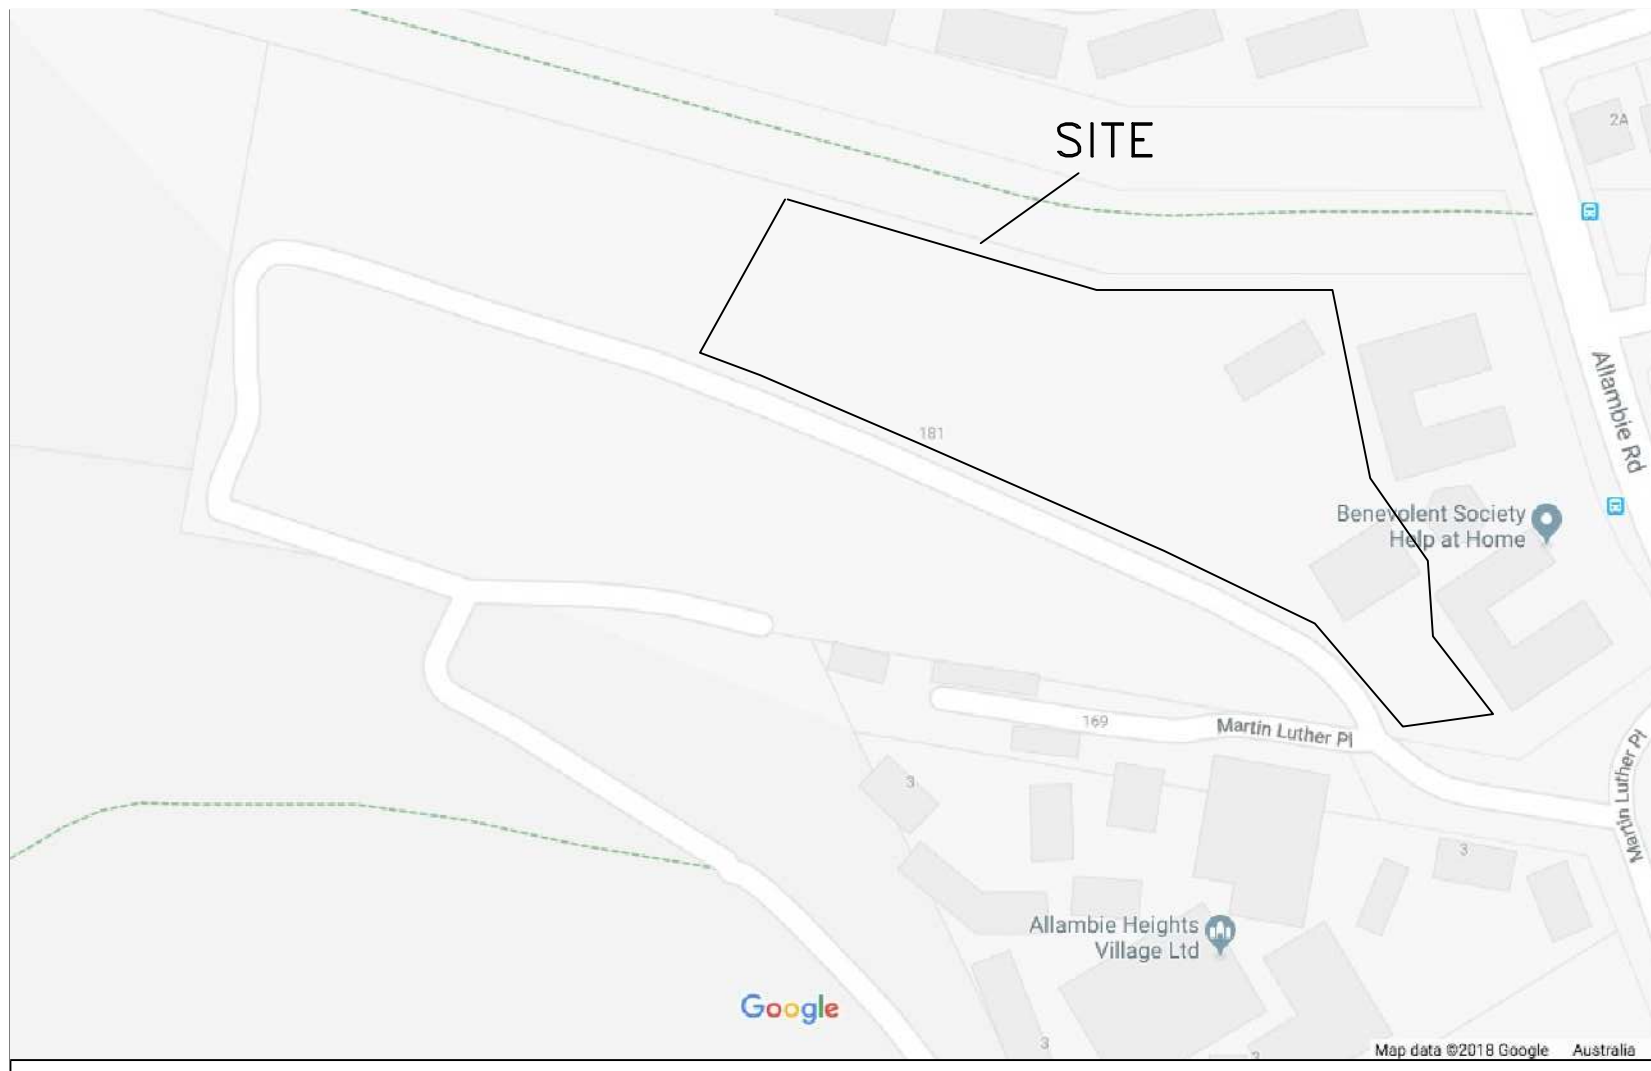 SITE
2A
Allambie Rd
181
Benevolent Society
Help at Home
169
Martin Luther Pl
Martin Luther Pl
3
3
Allambie Heights
Village Ltd
Google
3
3
Map data ©2018 Google Australia